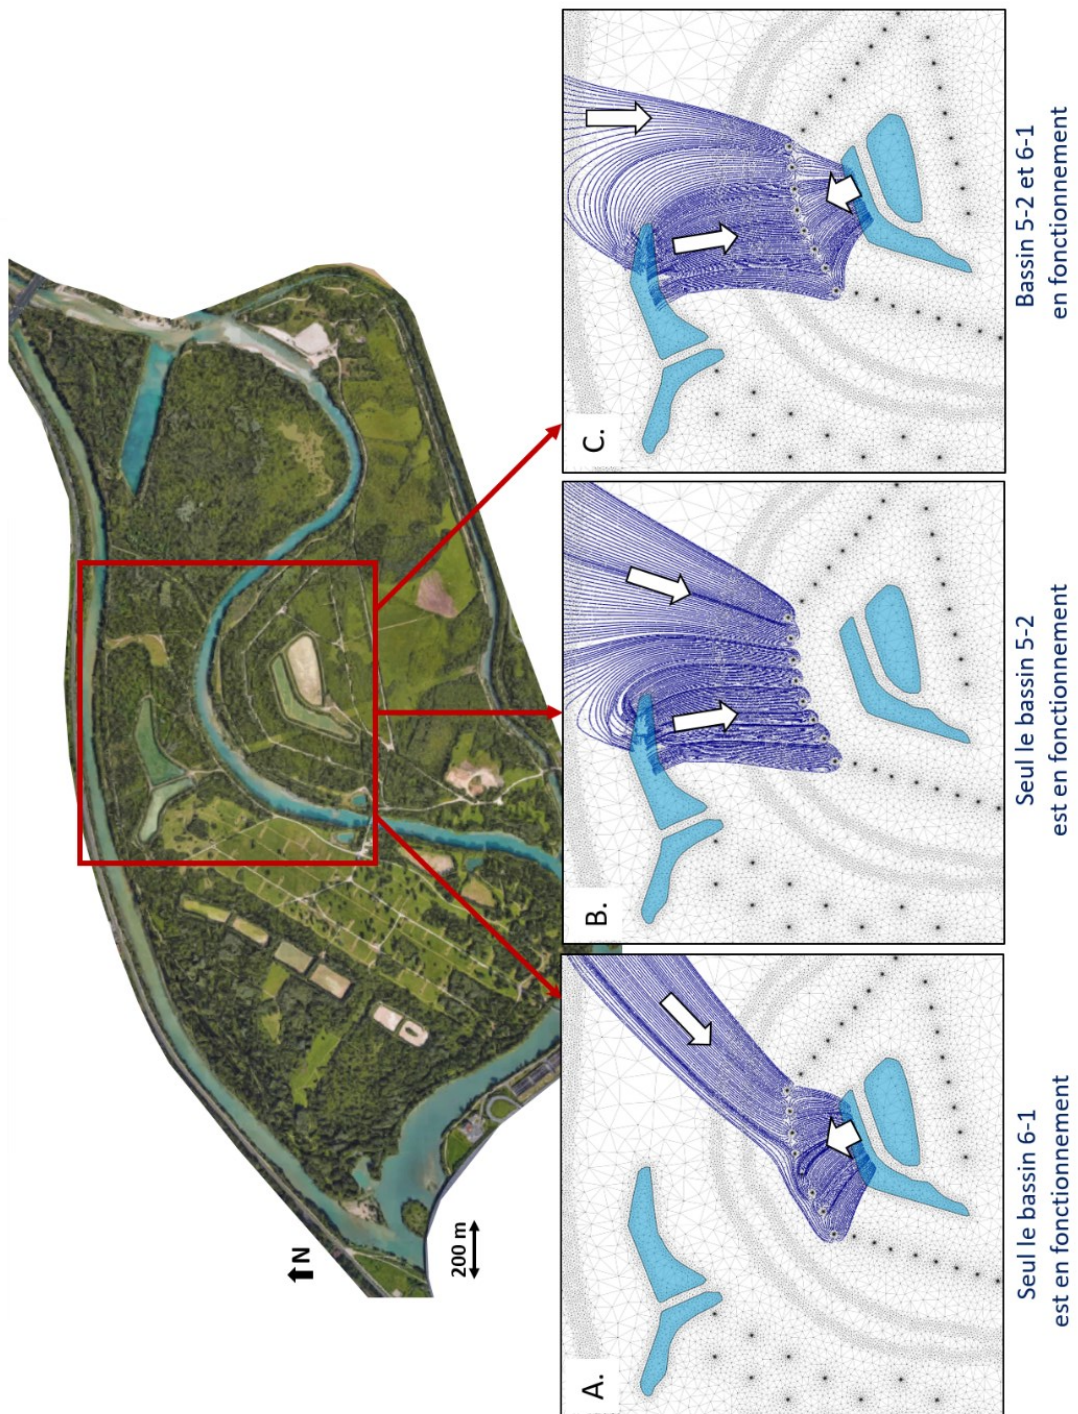 N
200 m
A.
B.
C.
Seul le bassin 6-1
est en fonctionnement
Seul le bassin 5-2
est en fonctionnement
Bassin 5-2 et 6-1
en fonctionnement